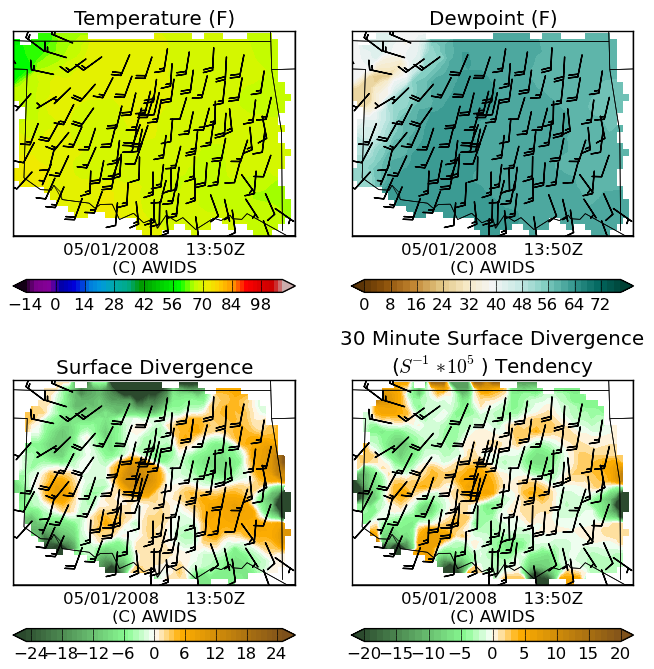 Temperature (F)
Dewpoint (F)
05/01/2008 13:50Z
(C) AWIDS
05/01/2008 13:50Z
(C) AWIDS
−14 0 14 28 42 56 70 84 98
0 8 16 24 32 40 48 56 64 72
Surface Divergence
30 Minute Surface Divergence
(S⁻¹ ∗10⁵ ) Tendency
05/01/2008 13:50Z
(C) AWIDS
05/01/2008 13:50Z
(C) AWIDS
−24 −18 −12 −6 0 6 12 18 24
−20 −15 −10 −5 0 5 10 15 20